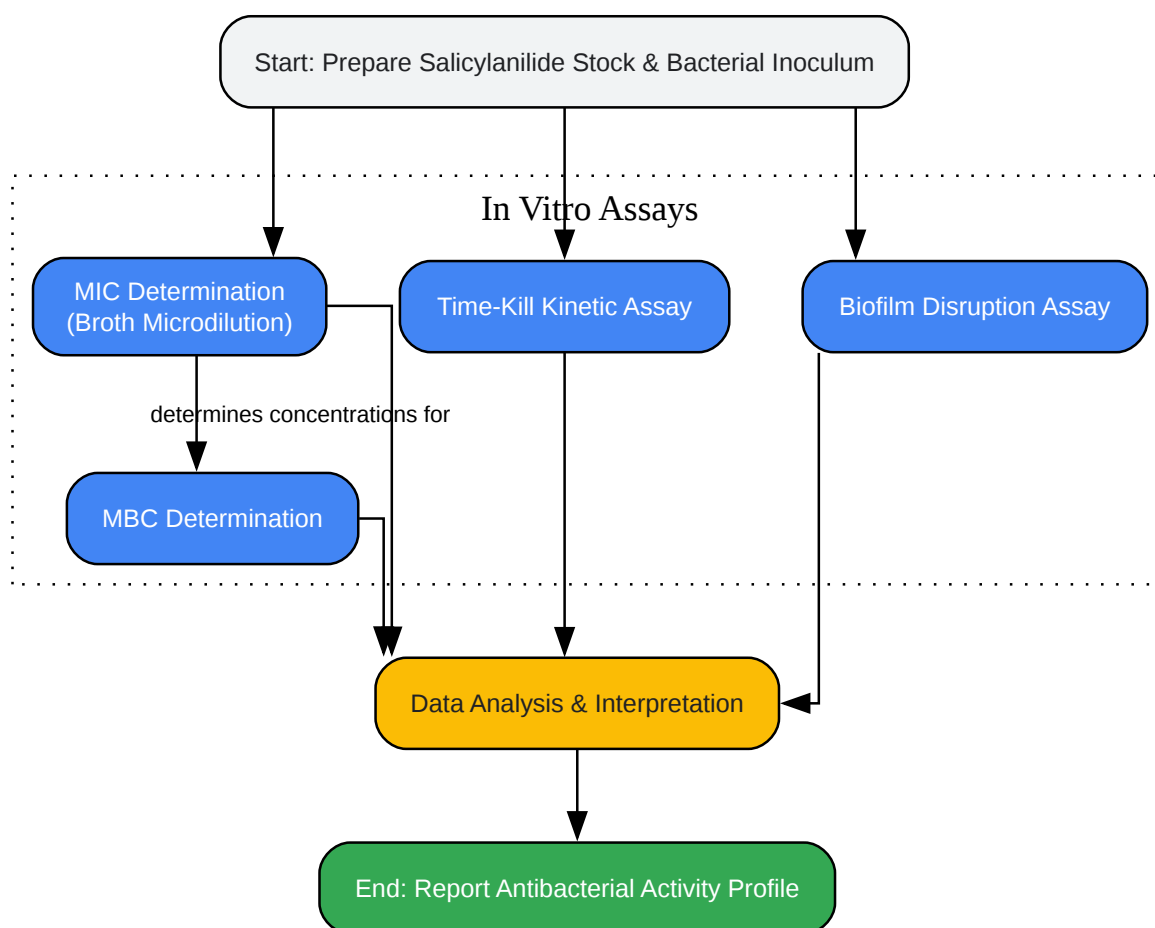 Start: Prepare Salicylanilide Stock & Bacterial Inoculum
In Vitro Assays
MIC Determination
(Broth Microdilution)
Time-Kill Kinetic Assay
Biofilm Disruption Assay
determines concentrations for
MBC Determination
Data Analysis & Interpretation
End: Report Antibacterial Activity Profile